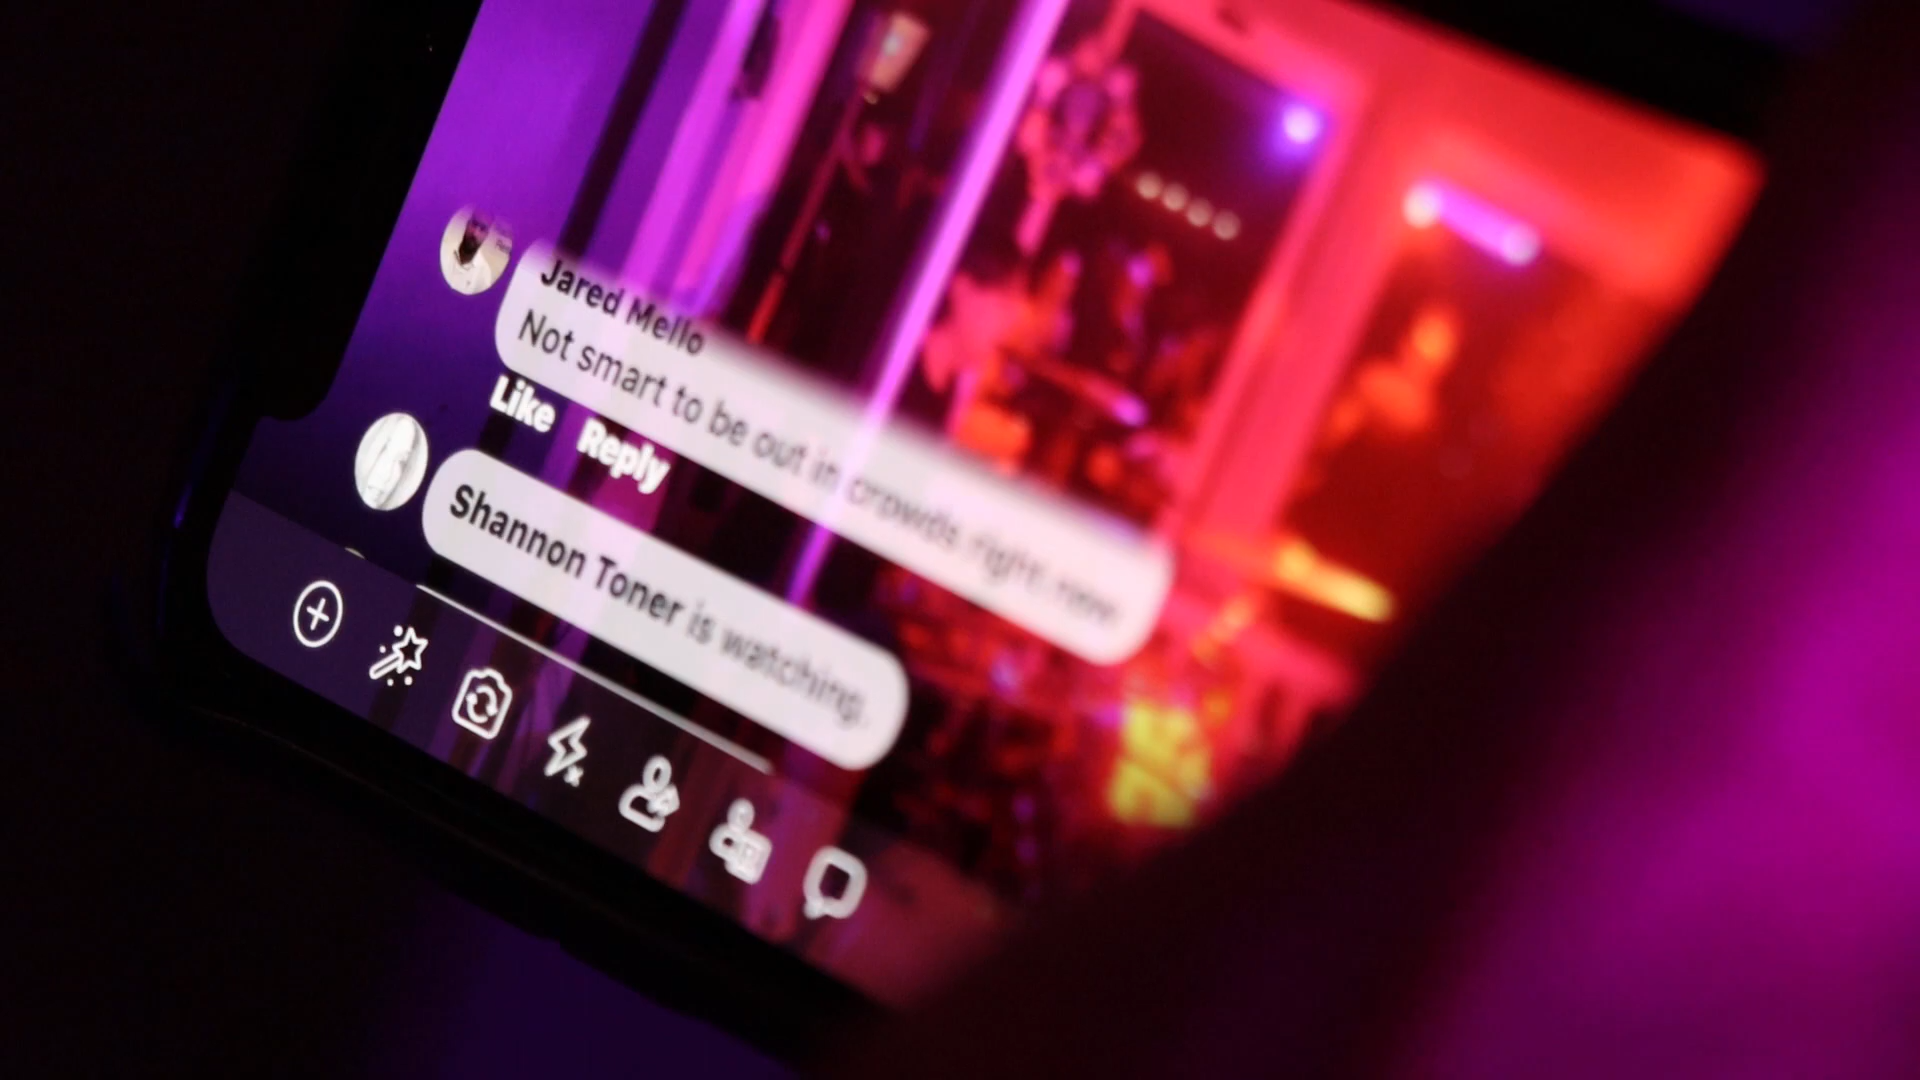 Jared Mello
Not smart to be out in crowds right now
Like Reply
Shannon Toner is watching.